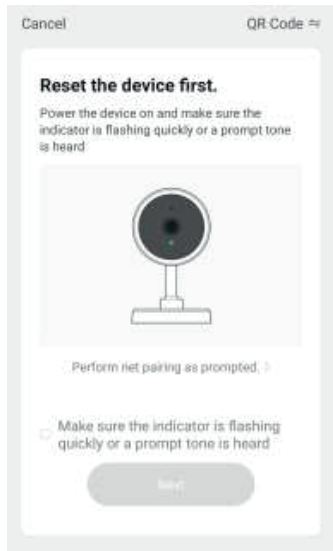 Cancel
QR Code
Reset the device first.
Power the device on and make sure the
indicator is flashing quickly or a prompt tone
is heard
Perform net pairing as prompted.
Make sure the indicator is flashing
quickly or a prompt tone is heard
Next